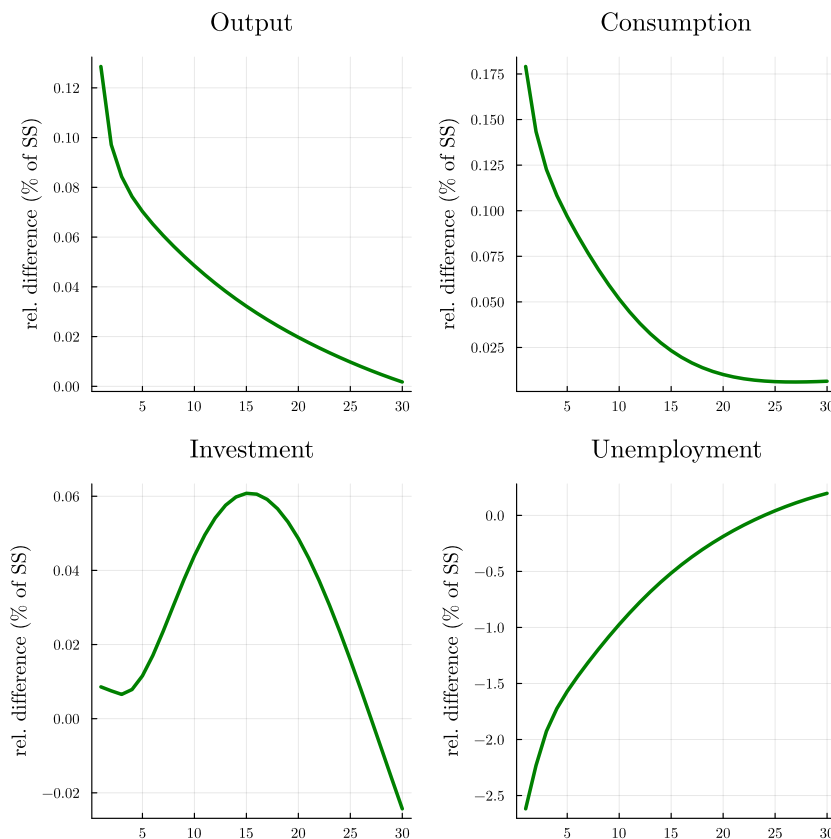 Output
rel. difference (% of SS)
0.12
0.10
0.08
0.06
0.04
0.02
0.00
5 10 15 20 25 30
Consumption
rel. difference (% of SS)
0.175
0.150
0.125
0.100
0.075
0.050
0.025
5 10 15 20 25 30
Investment
rel. difference (% of SS)
0.06
0.04
0.02
0.00
−0.02
5 10 15 20 25 30
Unemployment
rel. difference (% of SS)
0.0
−0.5
−1.0
−1.5
−2.0
−2.5
5 10 15 20 25 30